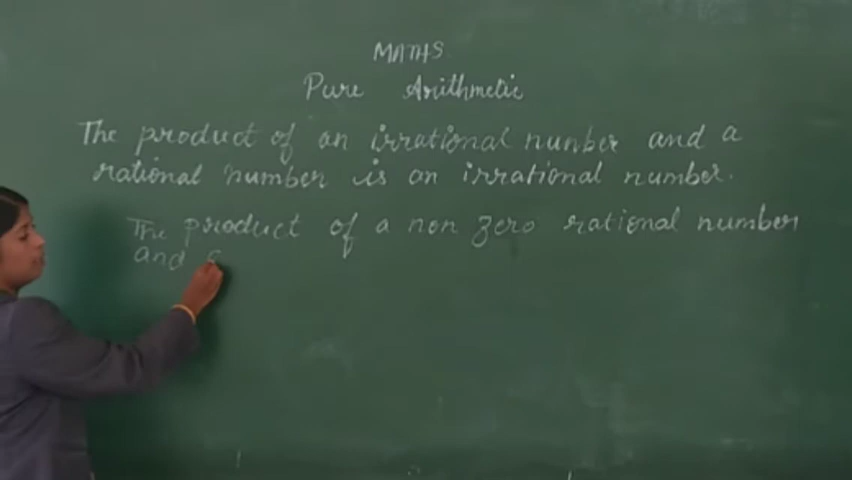 MATHS.
Pure Arithmetic
The product of an irrational number and a
rational number is an irrational number.
The product of a non zero rational number
and